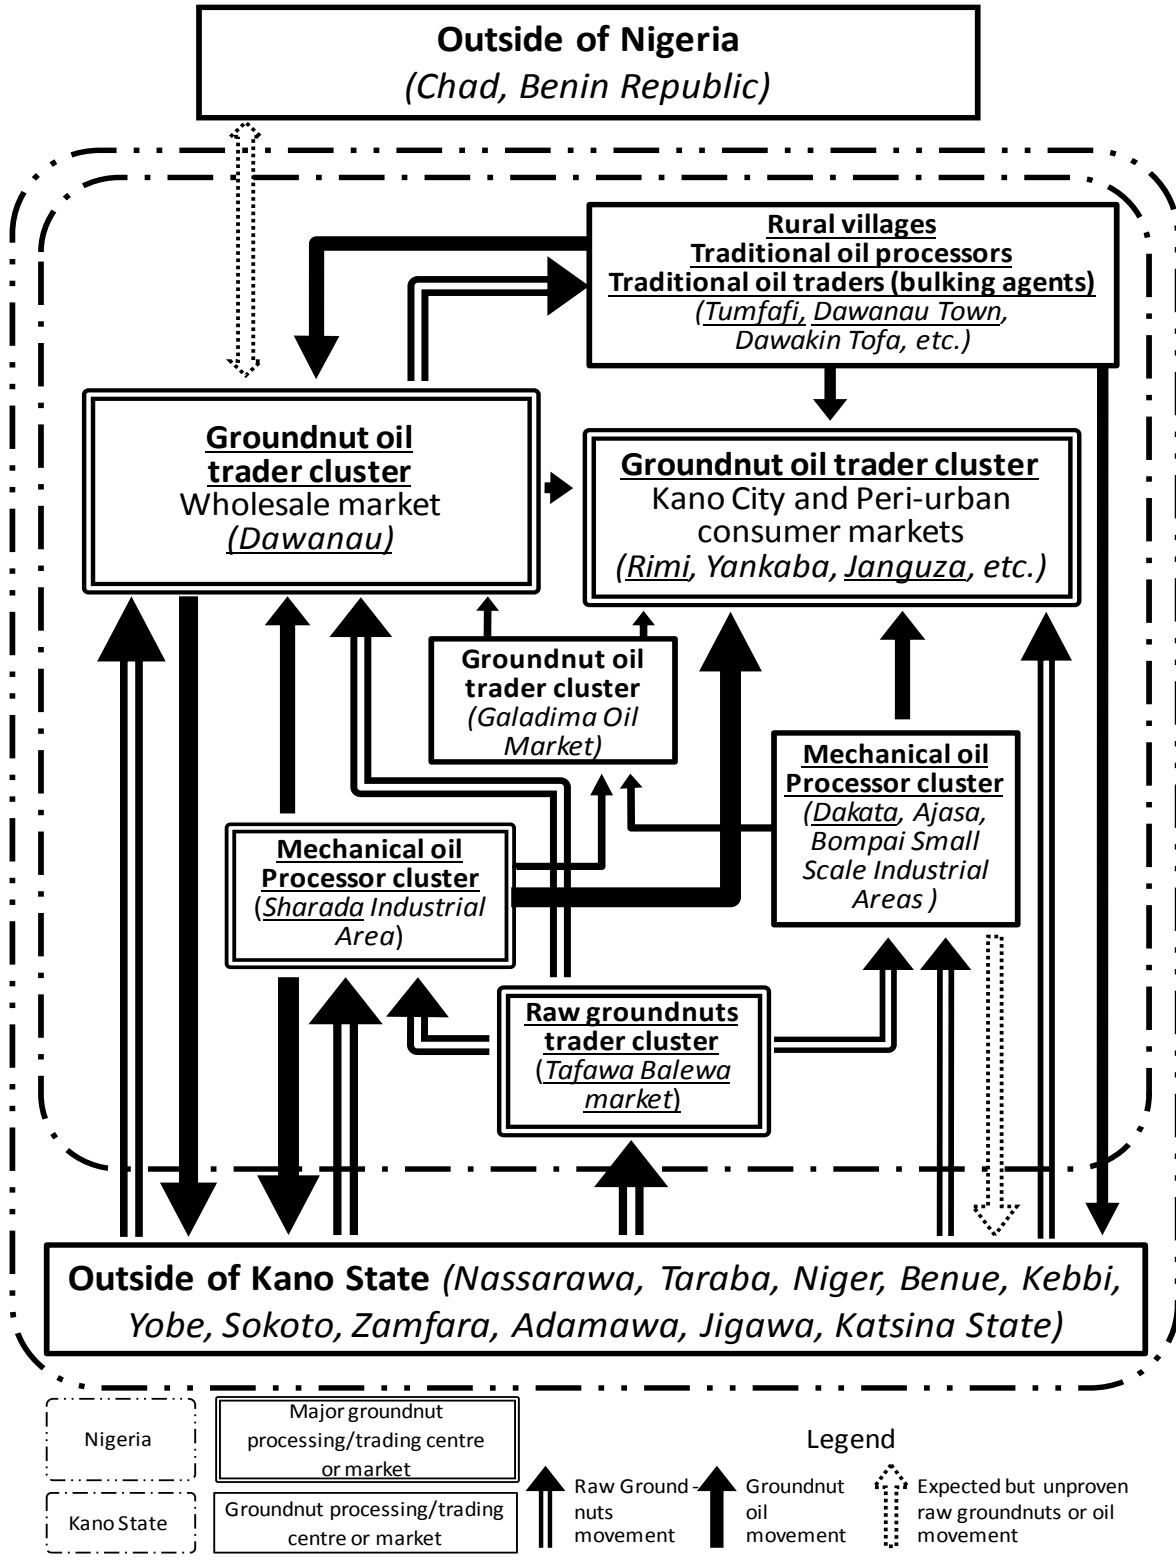 Outside of Nigeria
(Chad, Benin Republic)
Rural villages
Traditional oil processors
Traditional oil traders (bulking agents)
(Tumfafi, Dawanau Town,
Dawakin Tofa, etc.)
Groundnut oil
trader cluster
Wholesale market
(Dawanau)
Groundnut oil trader cluster
Kano City and Peri-urban
consumer markets
(Rimi, Yankaba, Janguza, etc.)
Groundnut oil
trader cluster
(Galadima Oil
Market)
Mechanical oil
Processor cluster
(Dakata, Ajasa,
Bompai Small
Scale Industrial
Areas )
Mechanical oil
Processor cluster
(Sharada Industrial
Area)
Raw groundnuts
trader cluster
(Tafawa Balewa
market)
Outside of Kano State (Nassarawa, Taraba, Niger, Benue, Kebbi,
Yobe, Sokoto, Zamfara, Adamawa, Jigawa, Katsina State)
Nigeria
Major groundnut
processing/trading centre
or market
Kano State
Groundnut processing/trading
centre or market
Legend
Raw Ground-
nuts
movement
Groundnut
oil
movement
Expected but unproven
raw groundnuts or oil
movement